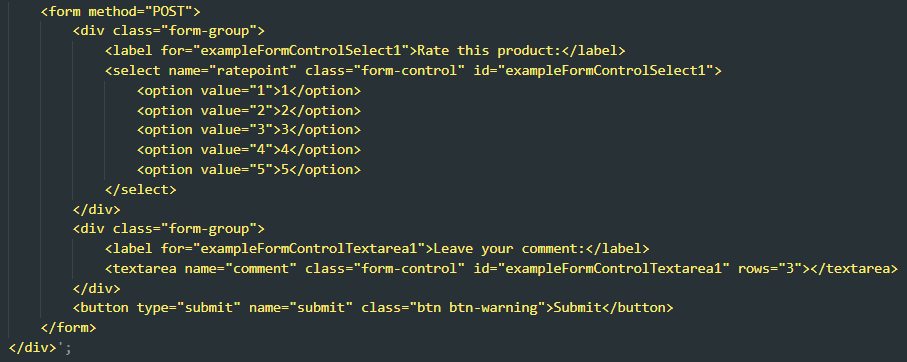 <form method="POST">
<div class="form-group">
<label for="exampleFormControlSelect1">Rate this product:</label>
<select name="ratepoint" class="form-control" id="exampleFormControlSelect1">
<option value="1">1</option>
<option value="2">2</option>
<option value="3">3</option>
<option value="4">4</option>
<option value="5">5</option>
</select>
</div>
<div class="form-group">
<label for="exampleFormControlTextarea1">Leave your comment:</label>
<textarea name="comment" class="form-control" id="exampleFormControlTextarea1" rows="3"></textarea>
</div>
<button type="submit" name="submit" class="btn btn-warning">Submit</button>
</form>
</div>';